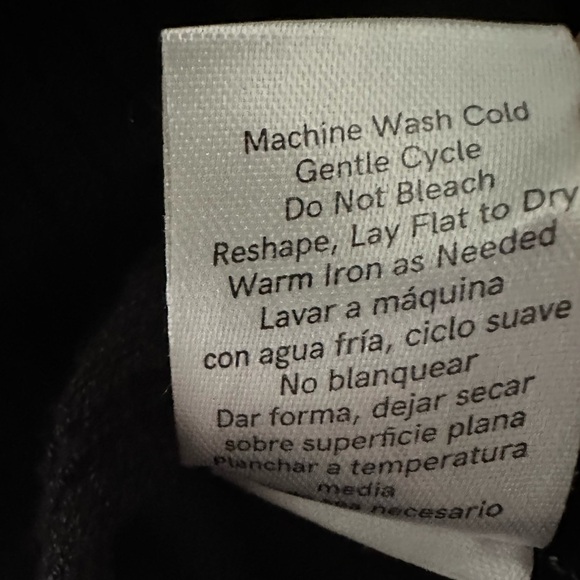 Machine Wash Cold
Gentle Cycle
Do Not Bleach
Reshape, Lay Flat to Dry
Warm Iron as Needed
Lavar a máquina
con agua fría, ciclo suave
No blanquear
Dar forma, dejar secar
sobre superficie plana
Planchar a temperatura
media
sea necesario